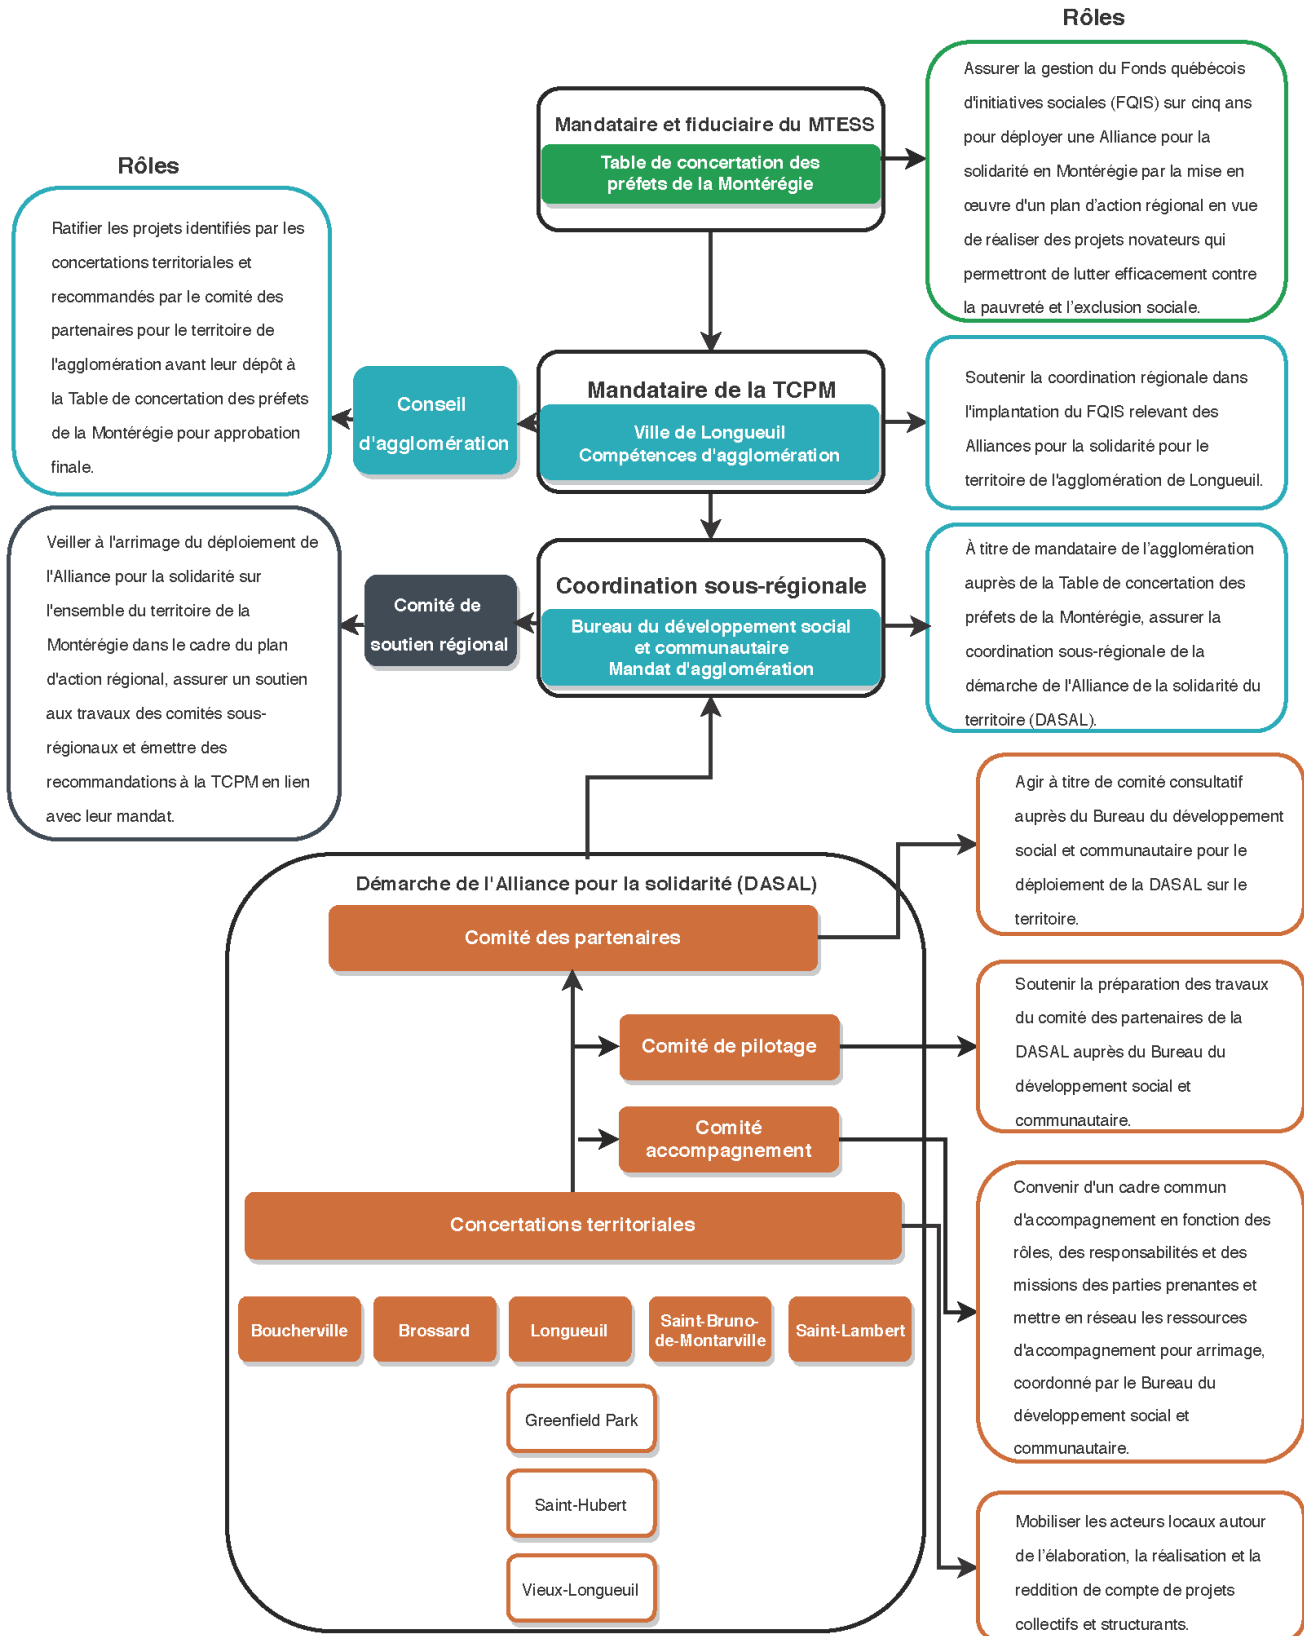 Rôles
Assurer la gestion du Fonds québécois
d'initiatives sociales (FQIS) sur cinq ans
pour déployer une Alliance pour la
solidarité en Montérégie par la mise en
œuvre d'un plan d'action régional en vue
de réaliser des projets novateurs qui
permettront de lutter efficacement contre
la pauvreté et l'exclusion sociale.
Mandataire et fiduciaire du MTESS
Table de concertation des
préfets de la Montérégie
Rôles
Ratifier les projets identifiés par les
concertations territoriales et
recommandés par le comité des
partenaires pour le territoire de
l'agglomération avant leur dépôt à
la Table de concertation des préfets
de la Montérégie pour approbation
finale.
Conseil
d'agglomération
Mandataire de la TCPM
Ville de Longueuil
Compétences d'agglomération
Soutenir la coordination régionale dans
l'implantation du FQIS relevant des
Alliances pour la solidarité pour le
territoire de l'agglomération de Longueuil.
Veiller à l'arrimage du déploiement de
l'Alliance pour la solidarité sur
l'ensemble du territoire de la
Montérégie dans le cadre du plan
d'action régional, assurer un soutien
aux travaux des comités sous-
régionaux et émettre des
recommandations à la TCPM en lien
avec leur mandat.
Comité de
soutien régional
Coordination sous-régionale
Bureau du développement social
et communautaire
Mandat d'agglomération
À titre de mandataire de l'agglomération
auprès de la Table de concertation des
préfets de la Montérégie, assurer la
coordination sous-régionale de la
démarche de l'Alliance de la solidarité du
territoire (DASAL).
Agir à titre de comité consultatif
auprès du Bureau du développement
social et communautaire pour le
déploiement de la DASAL sur le
territoire.
Démarche de l'Alliance pour la solidarité (DASAL)
Comité des partenaires
Comité de pilotage
Soutenir la préparation des travaux
du comité des partenaires de la
DASAL auprès du Bureau du
développement social et
communautaire.
Comité
accompagnement
Convenir d'un cadre commun
d'accompagnement en fonction des
rôles, des responsabilités et des
missions des parties prenantes et
mettre en réseau les ressources
d'accompagnement pour arrimage,
coordonné par le Bureau du
développement social et
communautaire.
Concertations territoriales
Boucherville
Brossard
Longueuil
Saint-Bruno-
de-Montarville
Saint-Lambert
Greenfield Park
Saint-Hubert
Vieux-Longueuil
Mobiliser les acteurs locaux autour
de l'élaboration, la réalisation et la
reddition de compte de projets
collectifs et structurants.